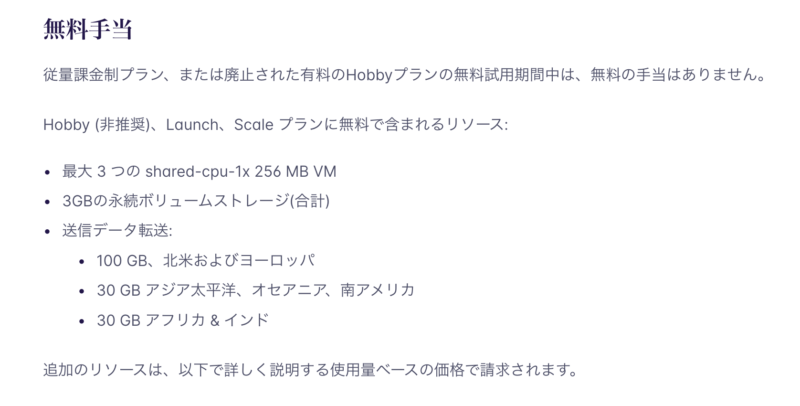 無料手当
従量課金制プラン、または廃止された有料のHobbyプランの無料試用期間中は、無料の手当はありません。
Hobby (非推奨)、Launch、Scale プランに無料で含まれるリソース:
• 最大 3 つの shared-cpu-1x 256 MB VM
• 3GBの永続ボリュームストレージ(合計)
• 送信データ転送:
• 100 GB、北米およびヨーロッパ
• 30 GB アジア太平洋、オセアニア、南アメリカ
• 30 GB アフリカ & インド
追加のリソースは、以下で詳しく説明する使用量ベースの価格で請求されます。